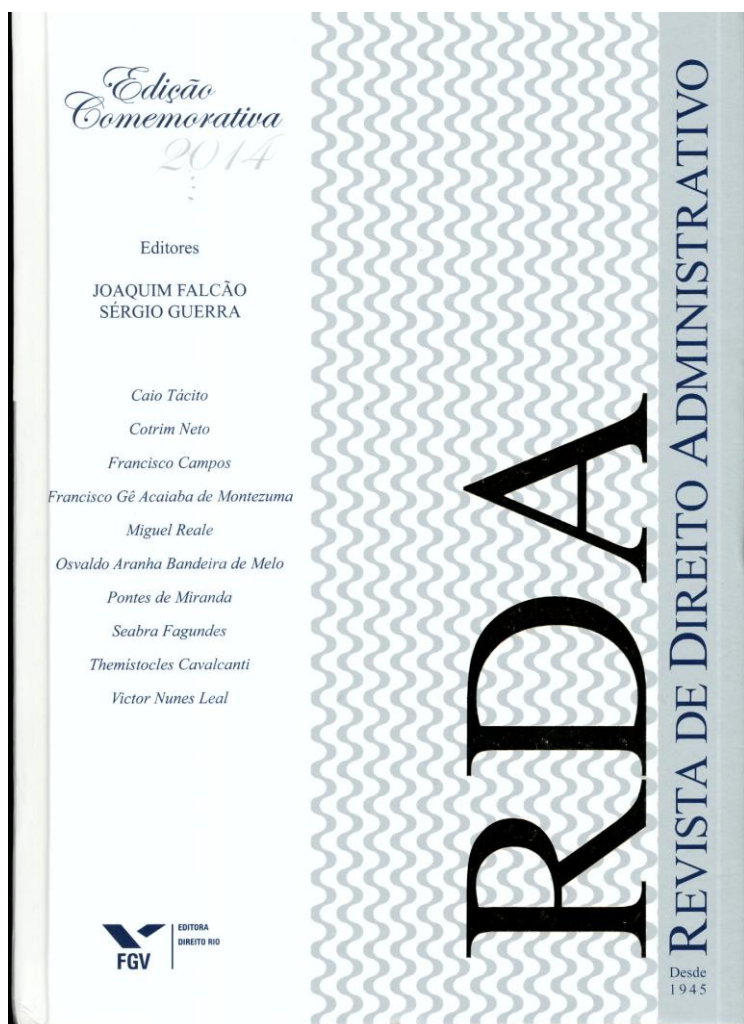 Edição
Comemorativa
2014
Editores
JOAQUIM FALCÃO
SÉRGIO GUERRA
Caio Tácito
Cotrim Neto
Francisco Campos
Francisco Gê Acaiaba de Montezuma
Miguel Reale
Osvaldo Aranha Bandeira de Melo
Pontes de Miranda
Seabra Fagundes
Themístocles Cavalcanti
Victor Nunes Leal
FGV
EDITORA
DIREITO RIO
RDA
REVISTA DE DIREITO ADMINISTRATIVO
Desde
1945